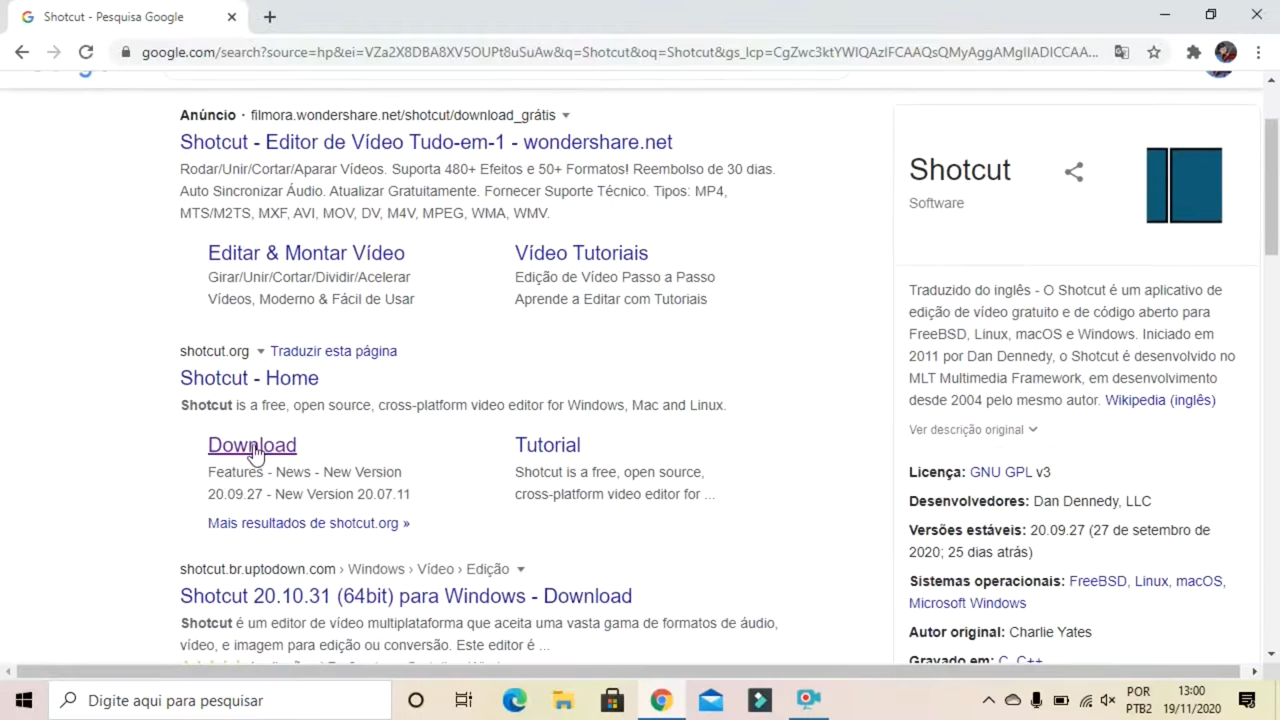 Shotcut - Pesquisa Google
google.com/search?source=hp&ei=VZa2X8DBA8XV5OUPt8uSuAw&q=Shotcut&oq=Shotcut&gs_lcp=CgZwc3ktYWIQAzIFCAAQsQMyAggAMgIIADICCAA...
Anúncio · filmora.wondershare.net/shotcut/download_grátis
Shotcut - Editor de Vídeo Tudo-em-1 - wondershare.net
Rodar/Unir/Cortar/Aparar Vídeos. Suporta 480+ Efeitos e 50+ Formatos! Reembolso de 30 dias.
Auto Sincronizar Áudio. Atualizar Gratuitamente. Fornecer Suporte Técnico. Tipos: MP4,
MTS/M2TS, MXF, AVI, MOV, DV, M4V, MPEG, WMA, WMV.
Editar & Montar Vídeo
Girar/Unir/Cortar/Dividir/Acelerar
Vídeos, Moderno & Fácil de Usar
Vídeo Tutoriais
Edição de Vídeo Passo a Passo
Aprende a Editar com Tutoriais
shotcut.org Traduzir esta página
Shotcut - Home
Shotcut is a free, open source, cross-platform video editor for Windows, Mac and Linux.
Download
Features - News - New Version
20.09.27 - New Version 20.07.11
Tutorial
Shotcut is a free, open source,
cross-platform video editor for ...
Mais resultados de shotcut.org »
shotcut.br.uptodown.com › Windows › Vídeo › Edição
Shotcut 20.10.31 (64bit) para Windows - Download
Shotcut é um editor de vídeo multiplataforma que aceita uma vasta gama de formatos de áudio,
vídeo, e imagem para edição ou conversão. Este editor é ...
Shotcut
Software
Traduzido do inglês - O Shotcut é um aplicativo de
edição de vídeo gratuito e de código aberto para
FreeBSD, Linux, macOS e Windows. Iniciado em
2011 por Dan Dennedy, o Shotcut é desenvolvido no
MLT Multimedia Framework, em desenvolvimento
desde 2004 pelo mesmo autor. Wikipedia (inglês)
Ver descrição original
Licença: GNU GPL v3
Desenvolvedores: Dan Dennedy, LLC
Versões estáveis: 20.09.27 (27 de setembro de
2020; 25 dias atrás)
Sistemas operacionais: FreeBSD, Linux, macOS,
Microsoft Windows
Autor original: Charlie Yates
Gravado em: C, C++
Digite aqui para pesquisar
POR
PTB2
13:00
19/11/2020